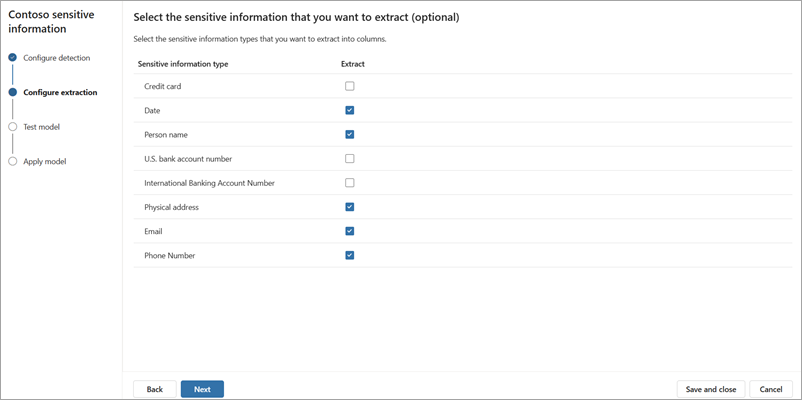 Contoso sensitive
information
Configure detection
Configure extraction
Test model
Apply model
Select the sensitive information that you want to extract (optional)
Select the sensitive information types that you want to extract into columns.
Sensitive information type Extract
Credit card
Date
Person name
U.S. bank account number
International Banking Account Number
Physical address
Email
Phone Number
Back Next Save and close Cancel